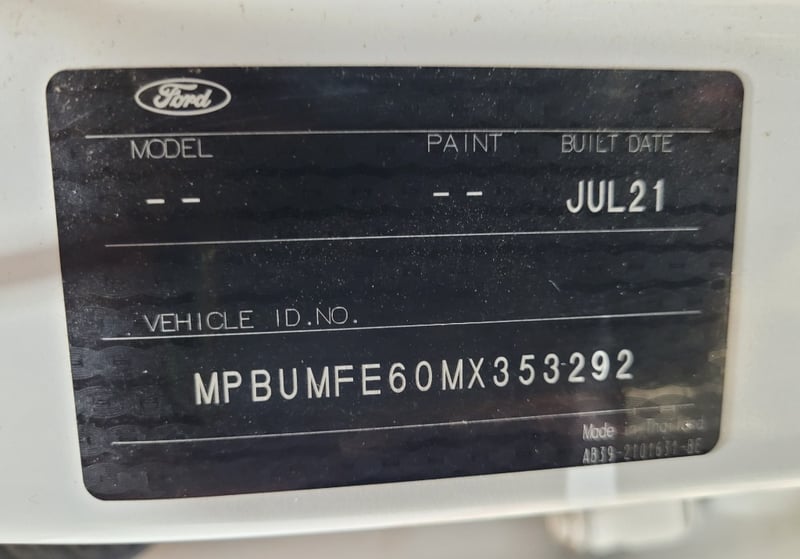 Ford
MODEL PAINT BUILT DATE
-- -- JUL21
VEHICLE ID.NO.
MPBUMFE60MX353292
Made in Thailand
AB39-2101631-BE